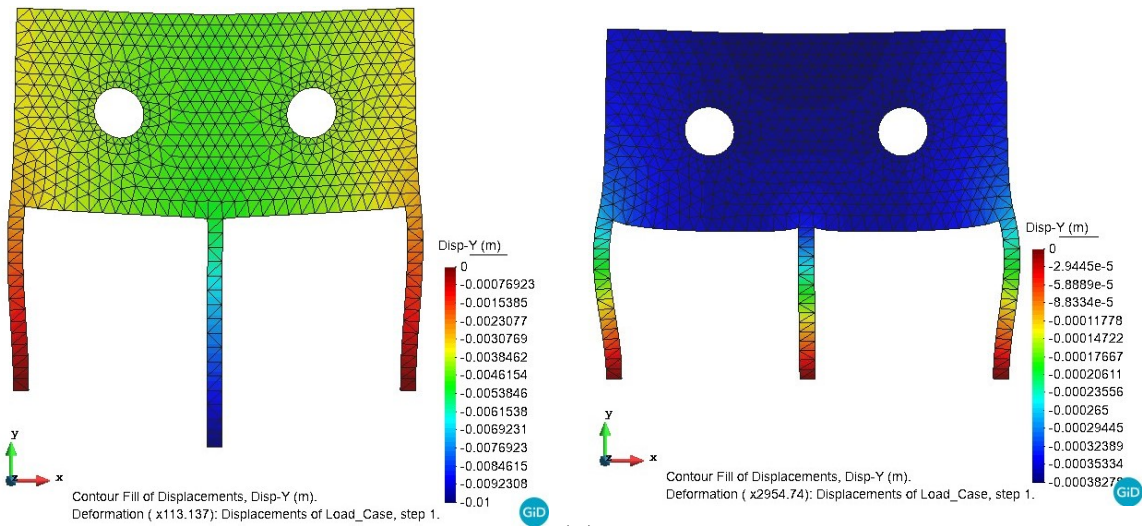 Disp-Y (m)
0
-0.00076923
-0.0015385
-0.0023077
-0.0030769
-0.0038462
-0.0046154
-0.0053846
-0.0061538
-0.0069231
-0.0076923
-0.0084615
-0.0092308
-0.01
y
z
x
Contour Fill of Displacements, Disp-Y (m).
Deformation ( x113.137): Displacements of Load_Case, step 1.
GiD
Disp-Y (m)
0
-2.9445e-5
-5.8889e-5
-8.8334e-5
-0.00011778
-0.00014722
-0.00017667
-0.00020611
-0.00023556
-0.000265
-0.00029445
-0.00032389
-0.00035334
-0.00038278
y
z
x
Contour Fill of Displacements, Disp-Y (m).
Deformation ( x2954.74): Displacements of Load_Case, step 1.
GiD